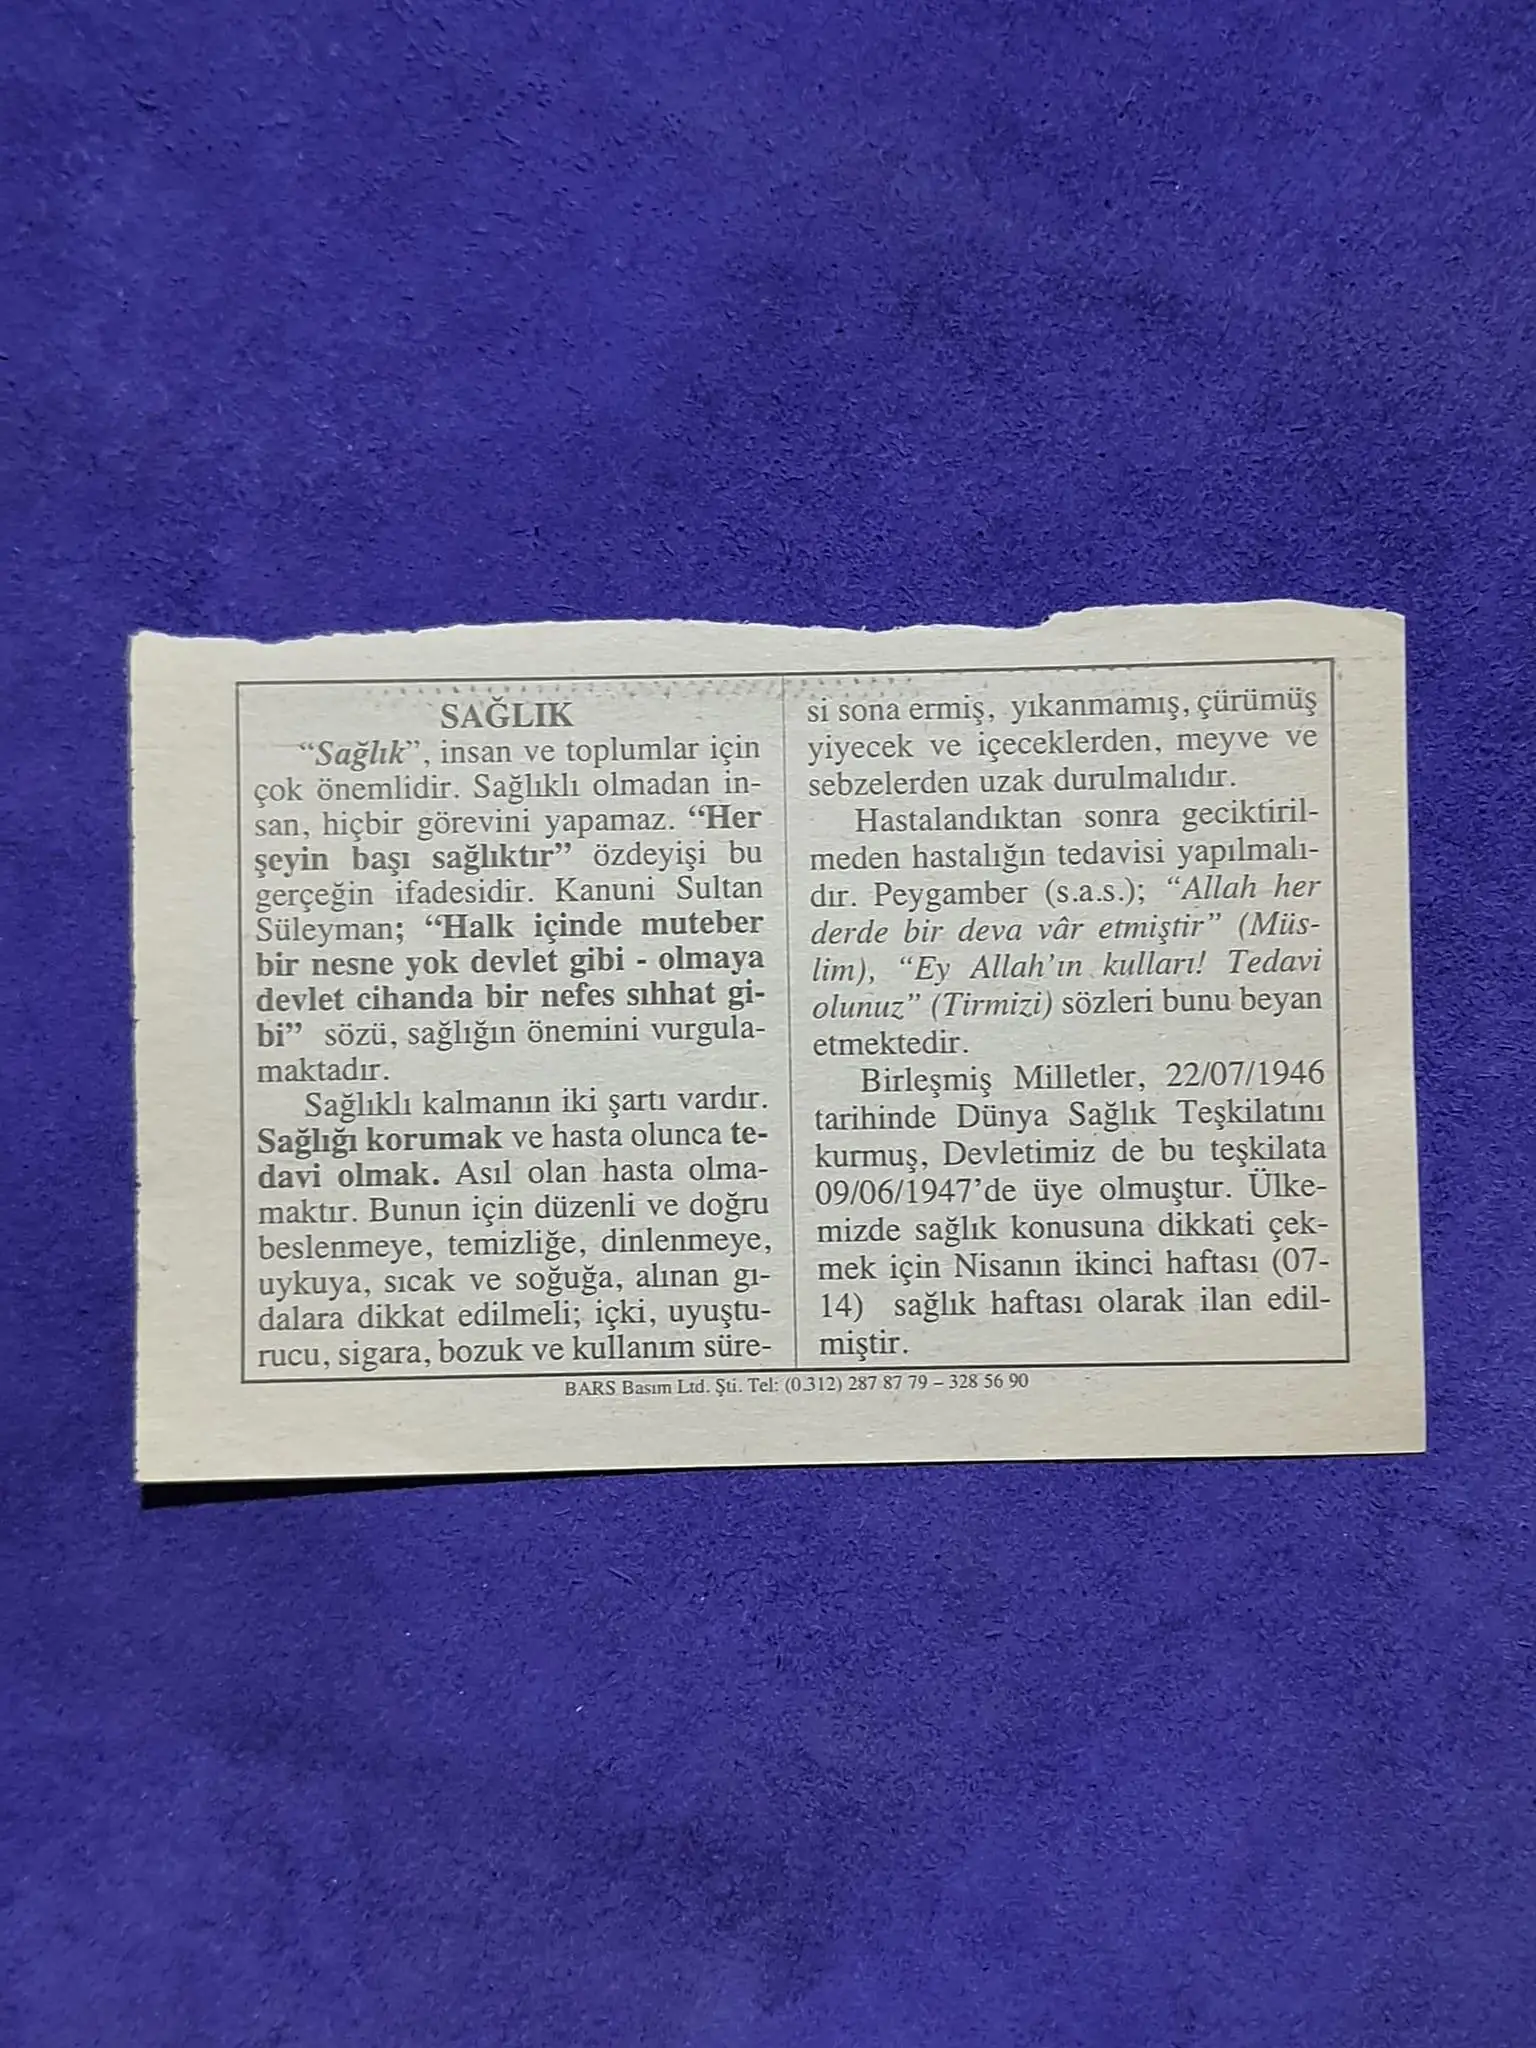 SAĞLIK
“Sağlık”, insan ve toplumlar için
çok önemlidir. Sağlıklı olmadan in-
san, hiçbir görevini yapamaz. “Her
şeyin başı sağlıktır” özdeyişi bu
gerçeğin ifadesidir. Kanuni Sultan
Süleyman; “Halk içinde muteber
bir nesne yok devlet gibi - olmaya
devlet cihanda bir nefes sıhhat gi-
bi” sözü, sağlığın önemini vurgula-
maktadır.
Sağlıklı kalmanın iki şartı vardır.
Sağlığı korumak ve hasta olunca te-
davi olmak. Asıl olan hasta olma-
maktır. Bunun için düzenli ve doğru
beslenmeye, temizliğe, dinlenmeye,
uykuya, sıcak ve soğuğa, alınan gı-
dalara dikkat edilmeli; içki, uyuştu-
rucu, sigara, bozuk ve kullanım süre-
si sona ermiş, yıkanmamış, çürümüş
yiyecek ve içeceklerden, meyve ve
sebzelerden uzak durulmalıdır.
Hastalandıktan sonra geciktiril-
meden hastalığın tedavisi yapılmalı-
dır. Peygamber (s.a.s.); “Allah her
derde bir deva vâr etmiştir” (Müs-
lim), “Ey Allah’ın kulları! Tedavi
olunuz” (Tirmizi) sözleri bunu beyan
etmektedir.
Birleşmiş Milletler, 22/07/1946
tarihinde Dünya Sağlık Teşkilatını
kurmuş, Devletimiz de bu teşkilata
09/06/1947’de üye olmuştur. Ülke-
mizde sağlık konusuna dikkati çek-
mek için Nisanın ikinci haftası (07-
14) sağlık haftası olarak ilan edil-
miştir.
BARS Basım Ltd. Şti. Tel: (0.312) 287 87 79 – 328 56 90